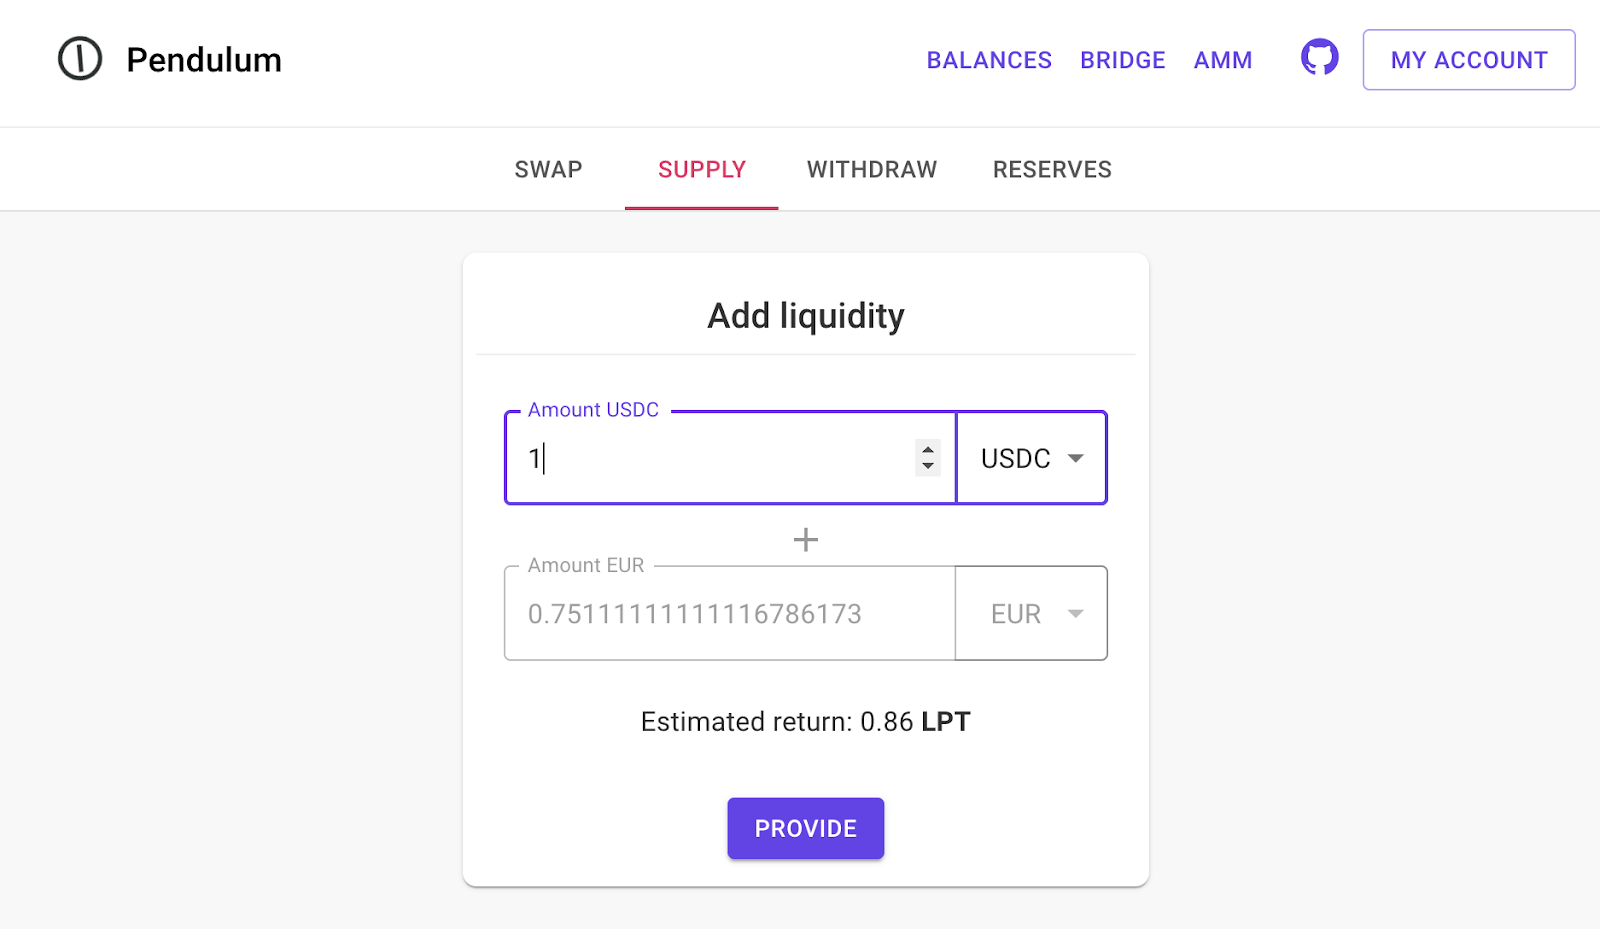 Pendulum
BALANCES BRIDGE AMM MY ACCOUNT
SWAP SUPPLY WITHDRAW RESERVES
Add liquidity
Amount USDC
1 USDC
+
Amount EUR
0.75111111111116786173 EUR
Estimated return: 0.86 LPT
PROVIDE